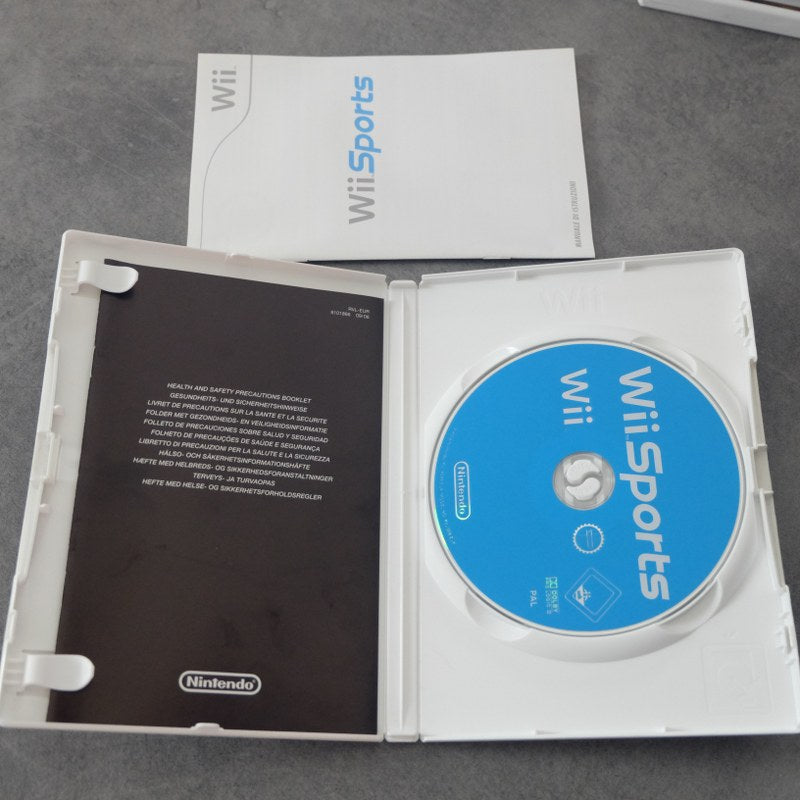 Wii
Wii Sports
MANUALE DI ISTRUZIONI
RVL-EUR
HEALTH AND SAFETY PRECAUTIONS BOOKLET
GESUNDHEITS- UND SICHERHEITSHINWEISE
LIVRET DE PRECAUTIONS SUR LA SANTE ET LA SECURITE
FOLDER MET GEZONDHEIDS- EN VEILIGHEIDSINFORMATIE
FOLLETO DE PRECAUCIONES SOBRE SALUD Y SEGURIDAD
FOLHETO DE PRECAUÇÕES DE SAÚDE E SEGURANÇA
LIBRETTO DI PRECAUZIONI PER LA SALUTE E LA SICUREZZA
HÄLSO- OCH SÄKERHETSINFORMATIONSHÄFTE
HÆFTE MED HELBREDS- OG SIKKERHEDSFORANSTALTNINGER
TERVEYS- JA TURVAOPAS
HEFTE MED HELSE- OG SIKKERHETSFORHOLDSREGLER
Nintendo
Wii
Wii Sports
Wii
Nintendo
DOLBY
PAL